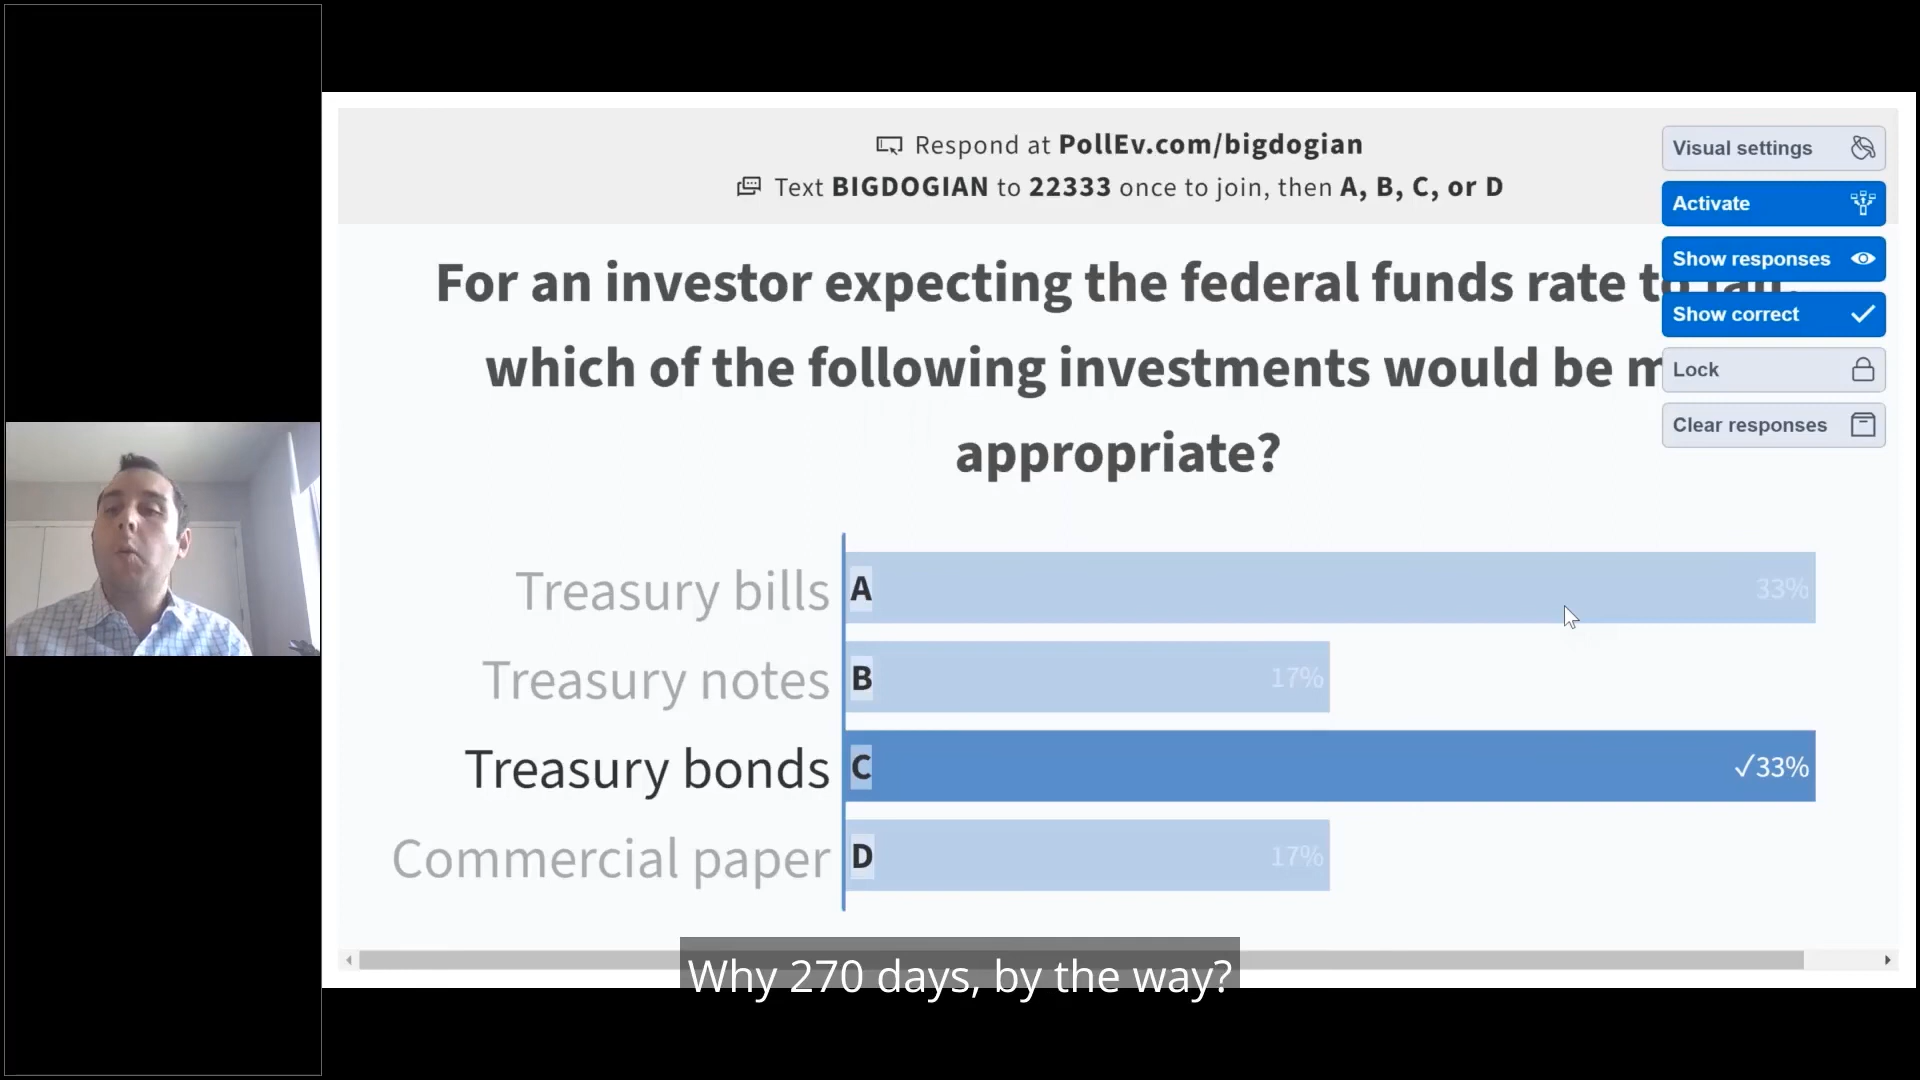 Respond at PollEv.com/bigdogian
Text BIGDOGIAN to 22333 once to join, then A, B, C, or D
Visual settings
Activate
Show responses
Show correct
Lock
Clear responses
For an investor expecting the federal funds rate
which of the following investments would be
appropriate?
Treasury bills A 33%
Treasury notes B 17%
Treasury bonds C ✓33%
Commercial paper D 17%
Why 270 days, by the way?